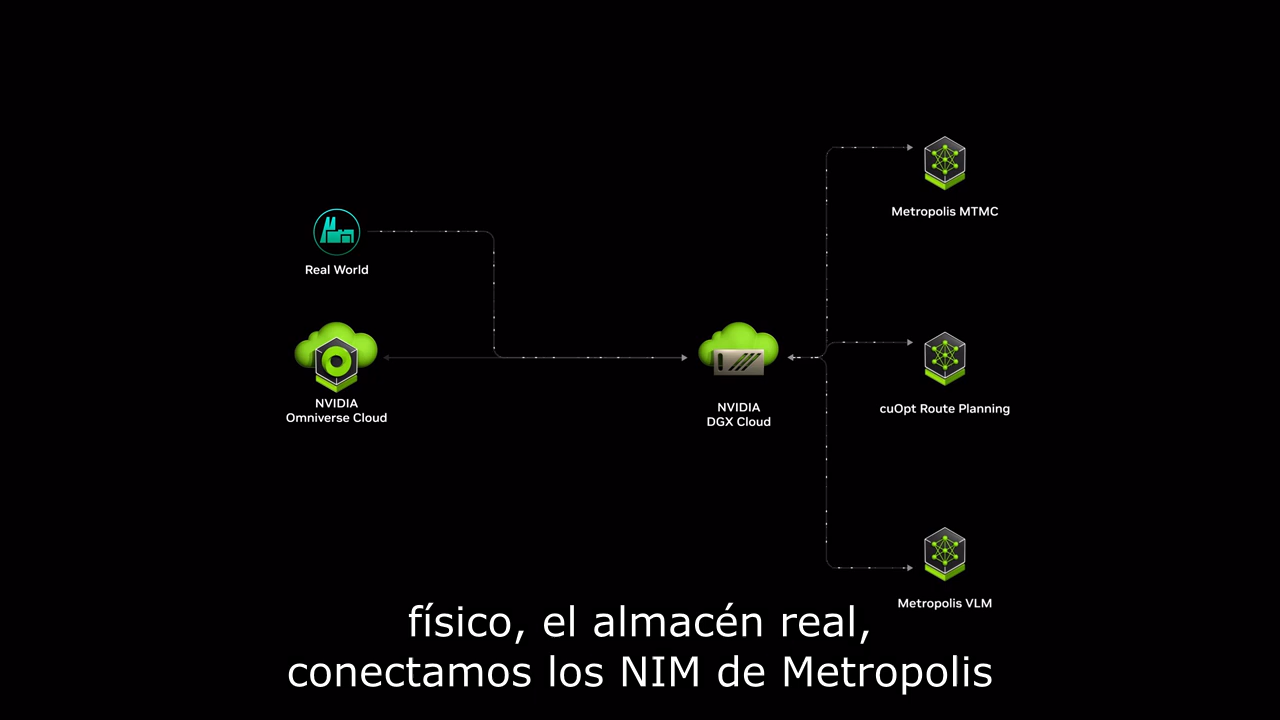 Metropolis MTMC
Real World
NVIDIA
Omniverse Cloud
NVIDIA
DGX Cloud
cuOpt Route Planning
Metropolis VLM
físico, el almacén real,
conectamos los NIM de Metropolis